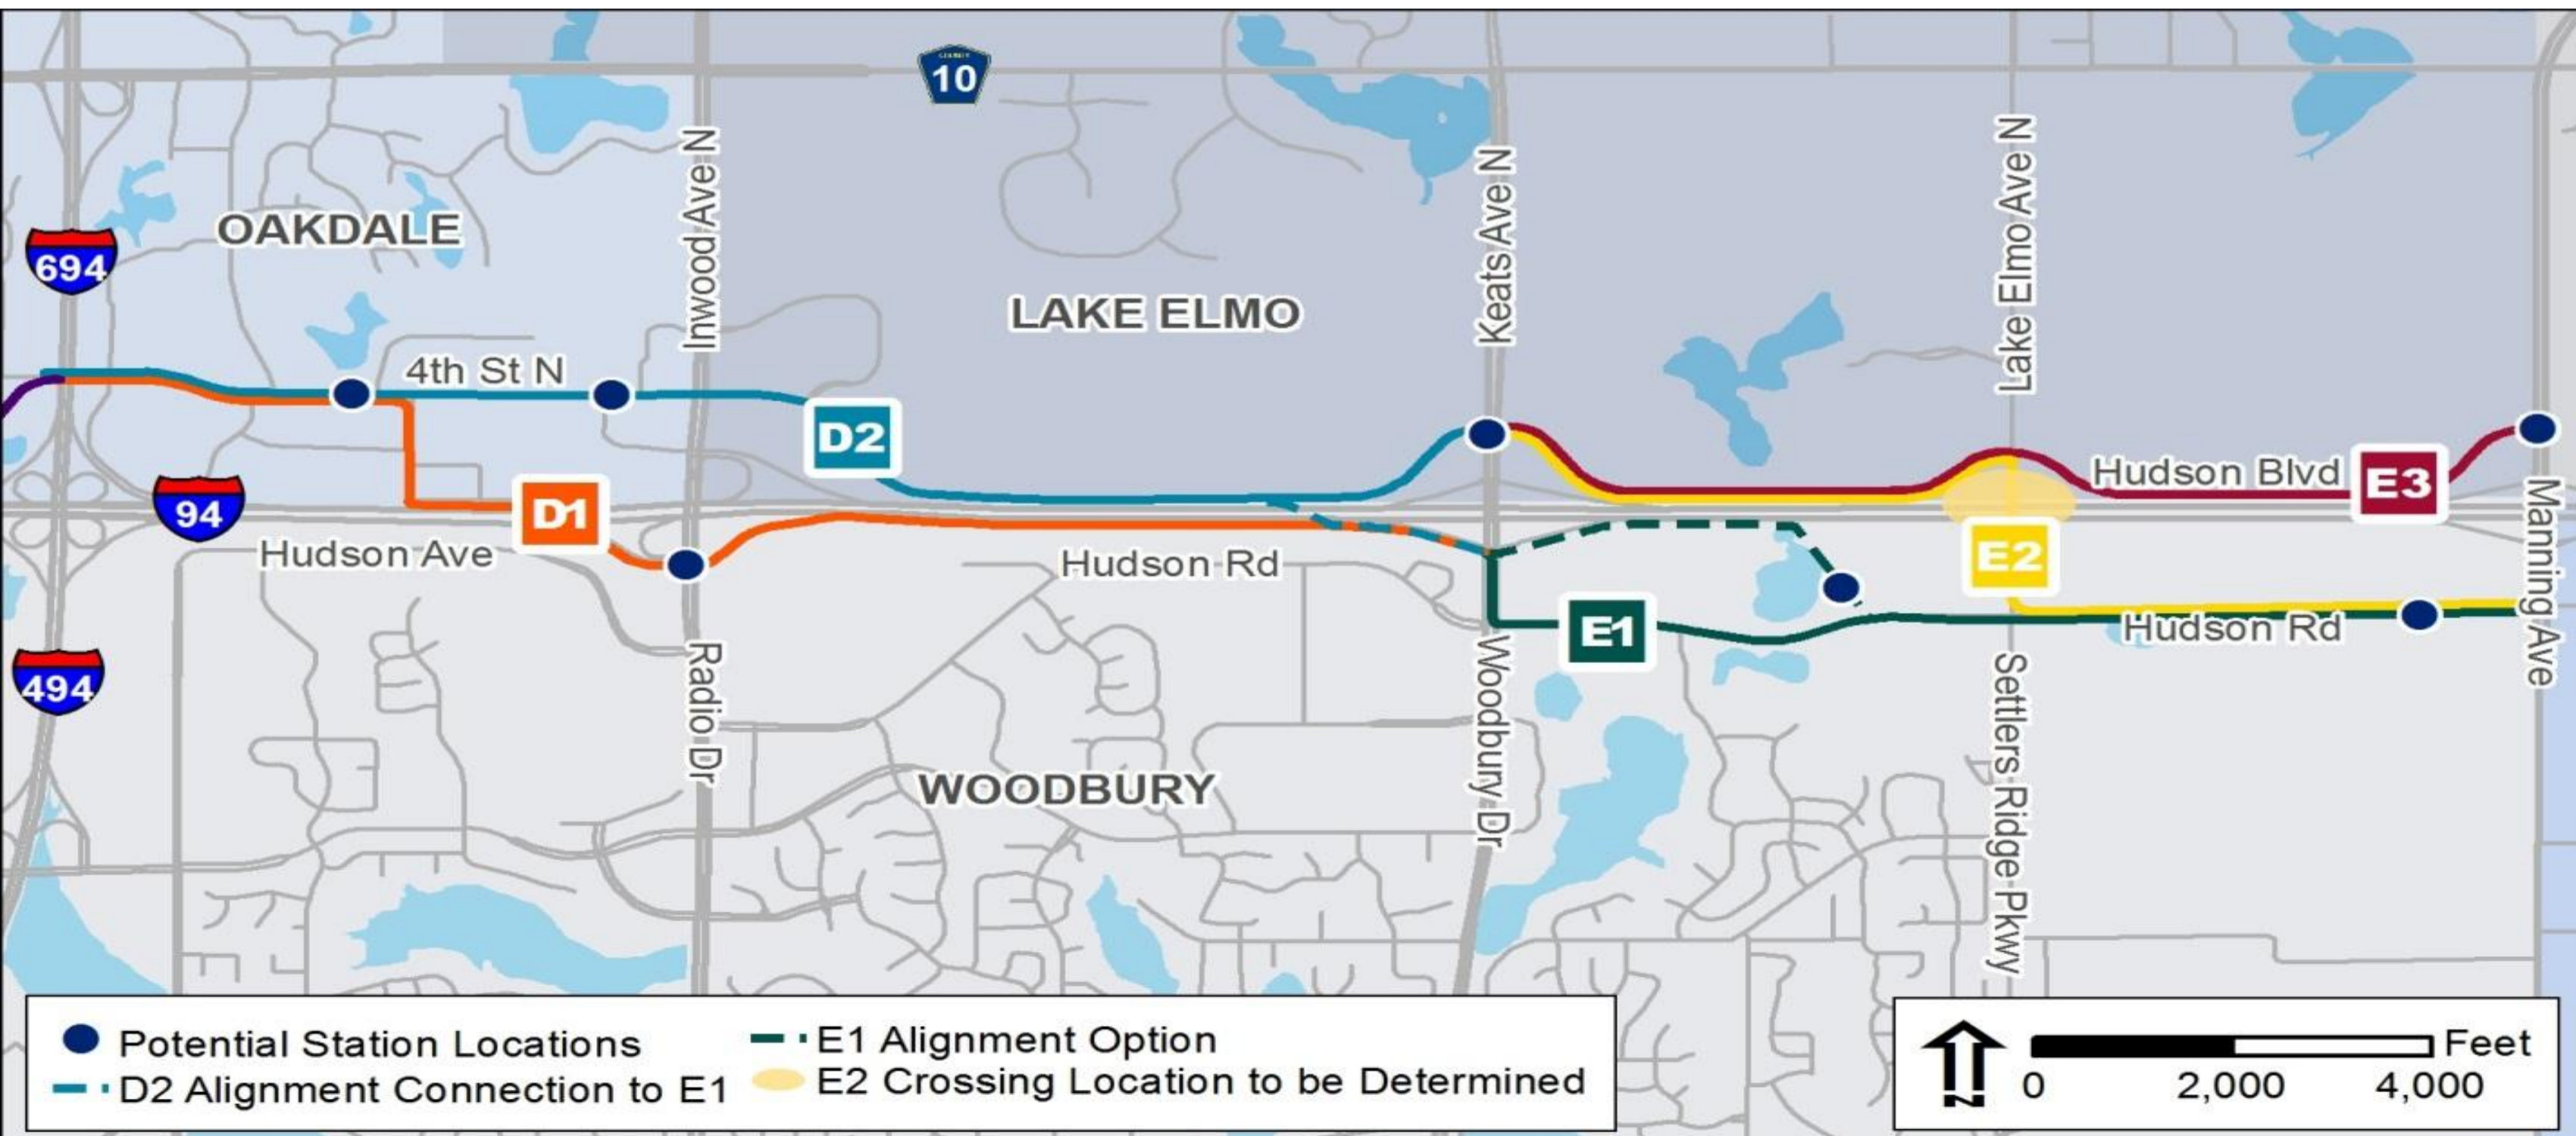 COUNTY
10
Inwood Ave N
Keats Ave N
Lake Elmo Ave N
OAKDALE
694
LAKE ELMO
4th St N
D2
Hudson Blvd
E3
94
D1
Hudson Ave
Hudson Rd
E2
Manning Ave
E1
Hudson Rd
494
Radio Dr
Woodbury Dr
Settlers Ridge Pkwy
WOODBURY
Potential Station Locations
D2 Alignment Connection to E1
E1 Alignment Option
E2 Crossing Location to be Determined
N
Feet
0 2,000 4,000